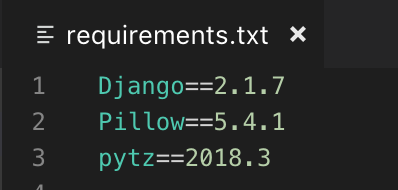 requirements.txt ×
1 Django==2.1.7
2 Pillow==5.4.1
3 pytz==2018.3